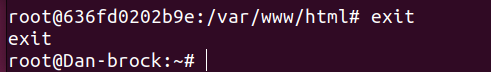 root@636fd0202b9e:/var/www/html# exit
exit
root@Dan-brock:~#